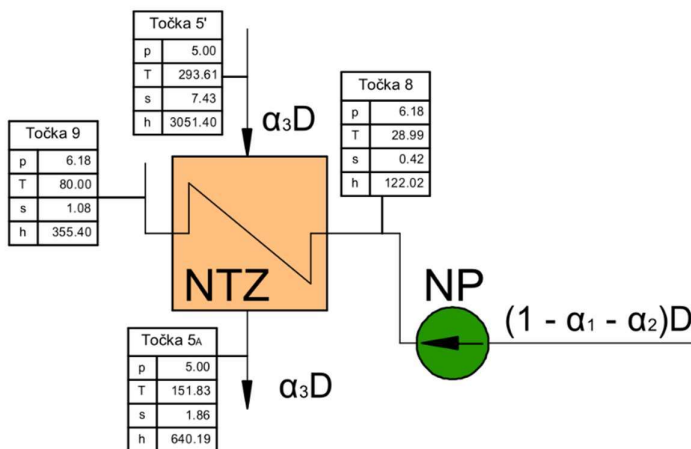 Točka 5'
p 5.00
T 293.61
s 7.43
h 3051.40
α₃D
Točka 8
p 6.18
T 28.99
s 0.42
h 122.02
Točka 9
p 6.18
T 80.00
s 1.08
h 355.40
NTZ
NP
(1 - α₁ - α₂)D
Točka 5A
p 5.00
T 151.83
s 1.86
h 640.19
α₃D